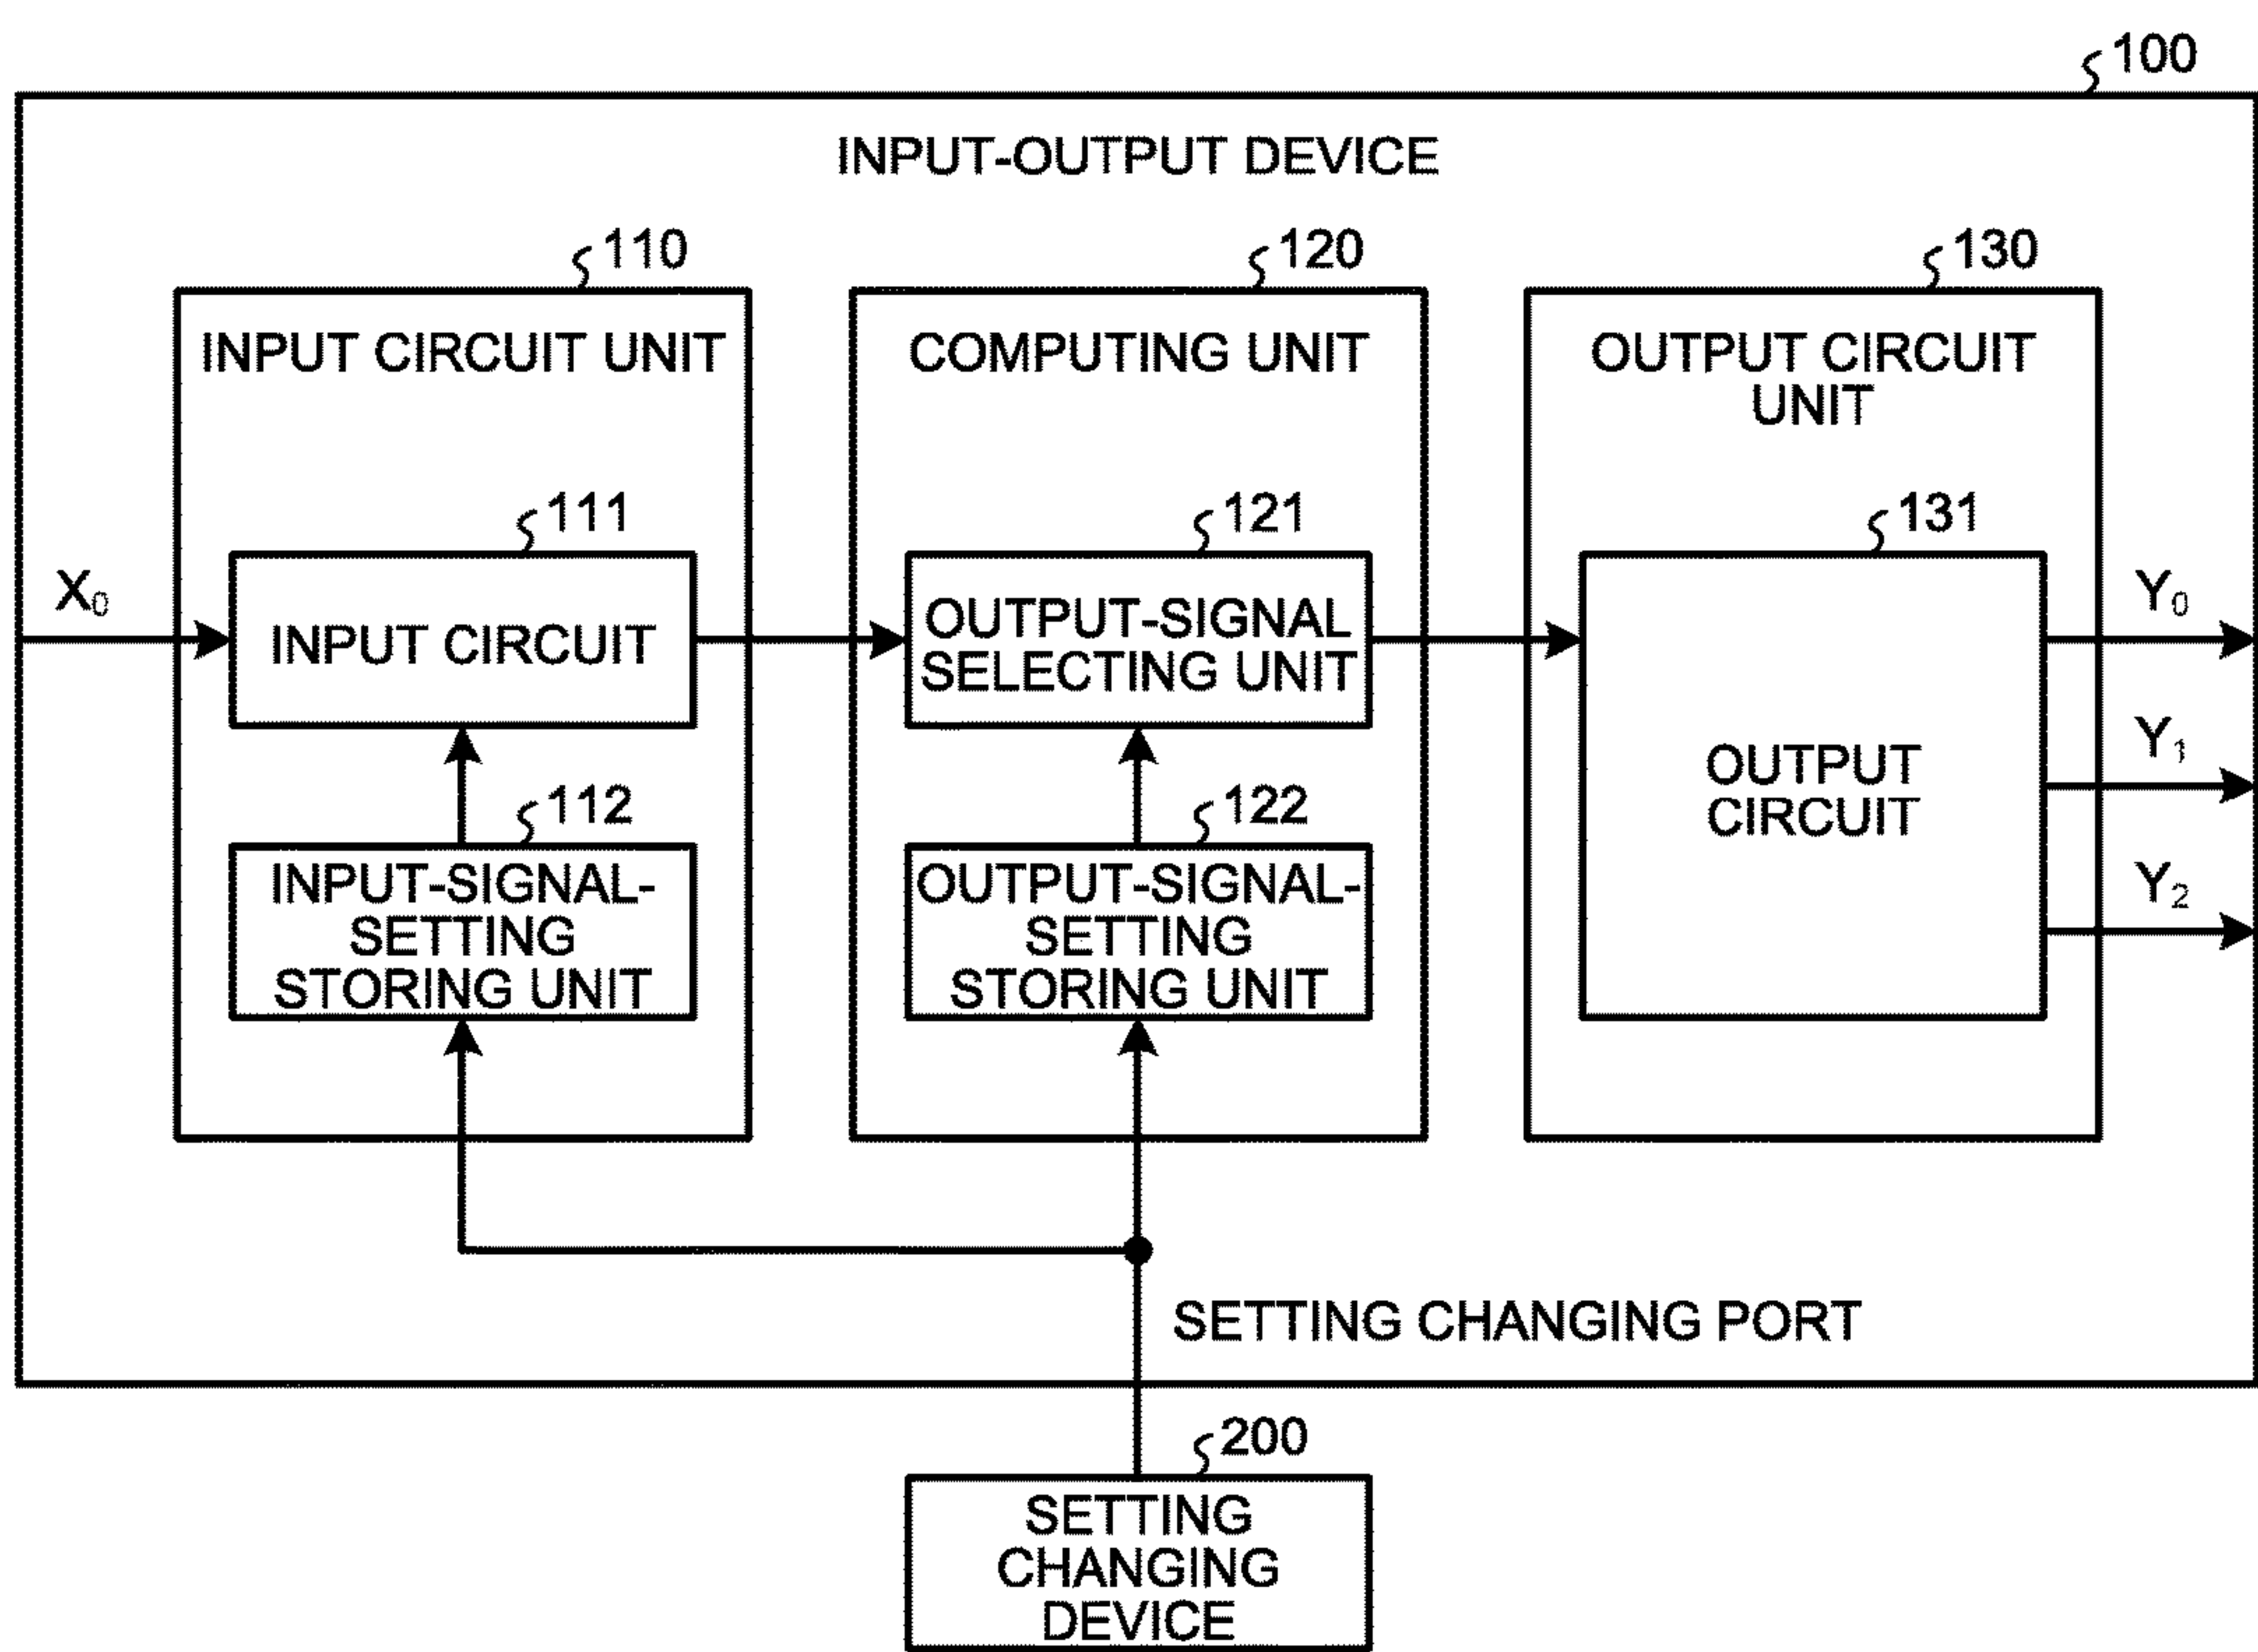 100
INPUT-OUTPUT DEVICE
110
120
130
INPUT CIRCUIT UNIT
COMPUTING UNIT
OUTPUT CIRCUIT
UNIT
111
121
131
X₀
INPUT CIRCUIT
OUTPUT-SIGNAL
SELECTING UNIT
OUTPUT
CIRCUIT
Y₀
Y₁
Y₂
112
122
INPUT-SIGNAL-
SETTING
STORING UNIT
OUTPUT-SIGNAL-
SETTING
STORING UNIT
SETTING CHANGING PORT
200
SETTING
CHANGING
DEVICE